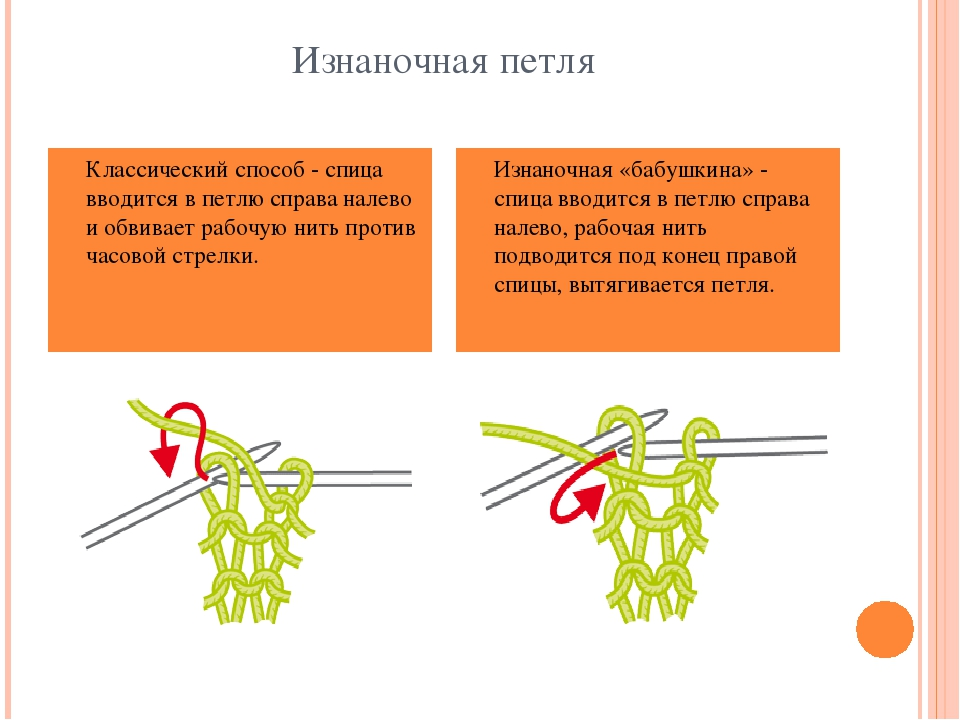 Изнаночная петля
Классический способ - спица
вводится в петлю справа налево
и обвивает рабочую нить против
часовой стрелки.
Изнаночная «бабушкина» -
спица вводится в петлю справа
налево, рабочая нить
подводится под конец правой
спицы, вытягивается петля.